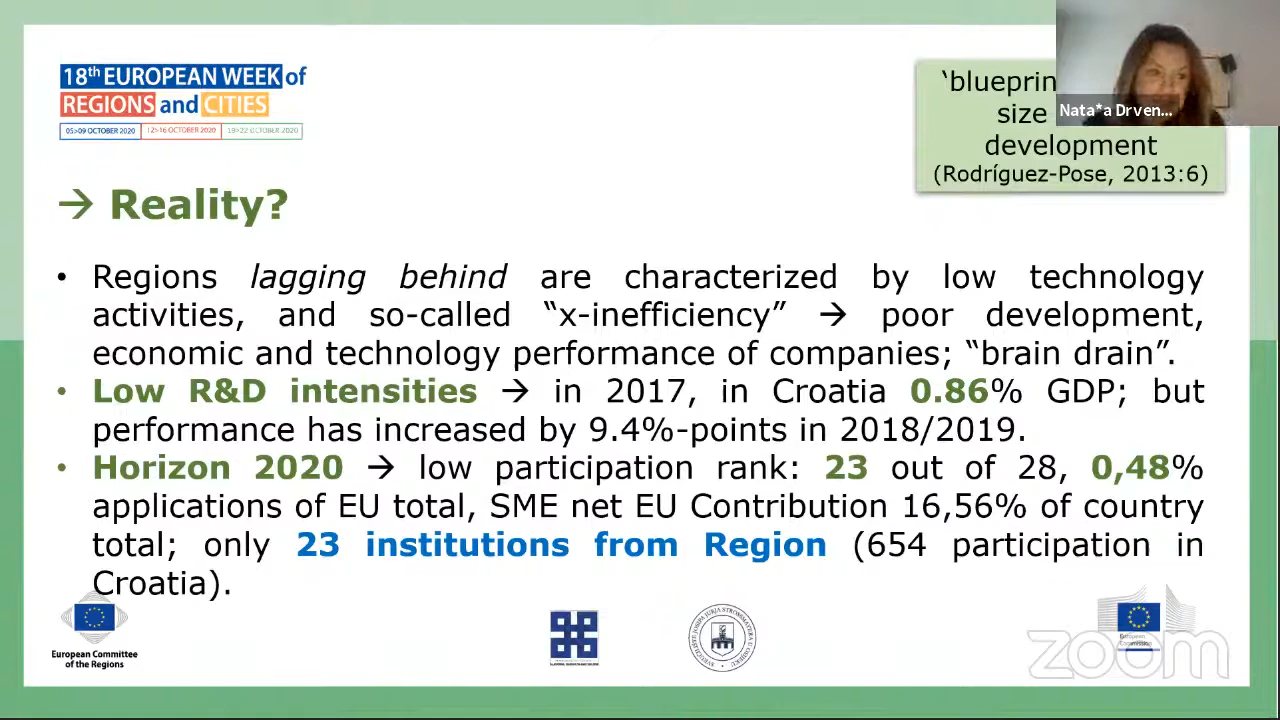 18th EUROPEAN WEEK of
REGIONS and CITIES
05>09 OCTOBER 2020 12>16 OCTOBER 2020 19>22 OCTOBER 2020
size
development
(Rodríguez-Pose, 2013:6)
Nata*a Drven...
→ Reality?
• Regions lagging behind are characterized by low technology
activities, and so-called “x-inefficiency” → poor development,
economic and technology performance of companies; “brain drain”.
• Low R&D intensities → in 2017, in Croatia 0.86% GDP; but
performance has increased by 9.4%-points in 2018/2019.
• Horizon 2020 → low participation rank: 23 out of 28, 0,48%
applications of EU total, SME net EU Contribution 16,56% of country
total; only 23 institutions from Region (654 participation in
Croatia).
European Committee
of the Regions
European
Commission
zoom